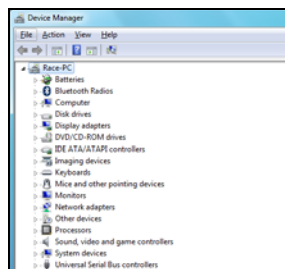 Device Manager
File Action View Help
Race-PC
Batteries
Bluetooth Radios
Computer
Disk drives
Display adapters
DVD/CD-ROM drives
IDE ATA/ATAPI controllers
Imaging devices
Keyboards
Mice and other pointing devices
Monitors
Network adapters
Other devices
Processors
Sound, video and game controllers
System devices
Universal Serial Bus controllers